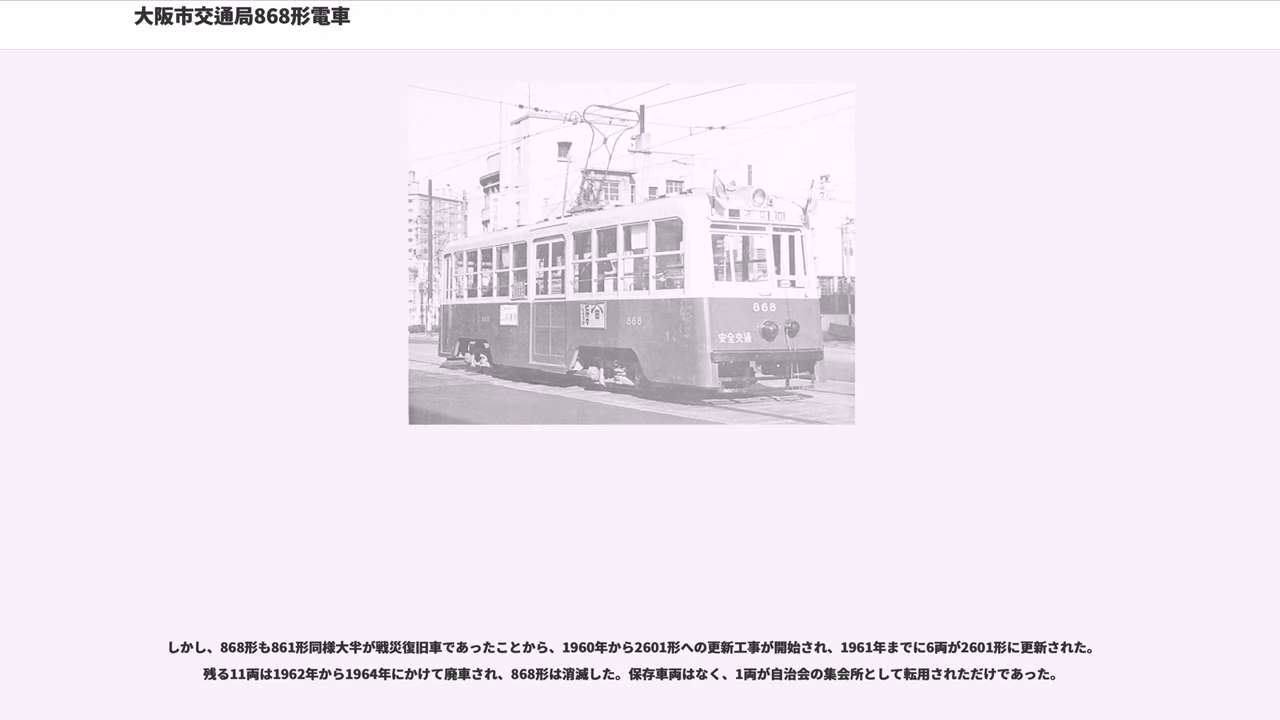 大阪市交通局868形電車
101
868
868
安全交通
しかし、868形も861形同様大半が戦災復旧車であったことから、1960年から2601形への更新工事が開始され、1961年までに6両が2601形に更新された。
残る11両は1962年から1964年にかけて廃車され、868形は消滅した。保存車両はなく、1両が自治会の集会所として転用されただけであった。